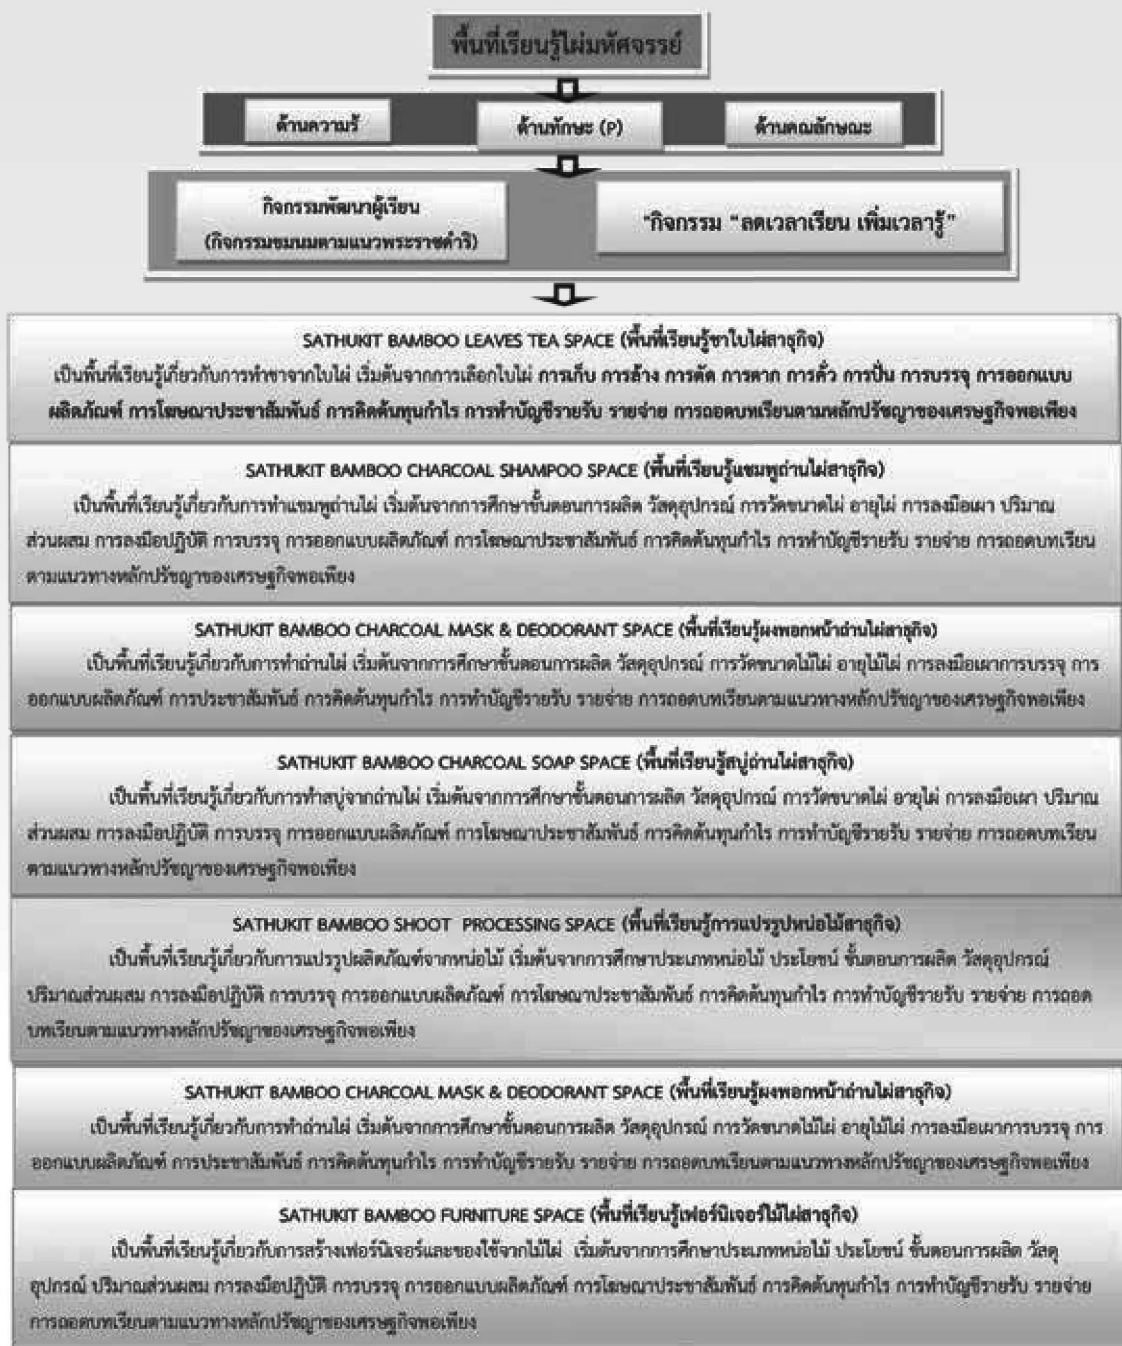 พื้นที่เรียนรู้ไผ่มหัศจรรย์
ด้านความรู้
ด้านทักษะ (P)
ด้านคุณลักษณะ
กิจกรรมพัฒนาผู้เรียน
(กิจกรรมชมนมตามแนวพระราชดำริ)
"กิจกรรม "ลดเวลาเรียน เพิ่มเวลารู้"
SATHUKIT BAMBOO LEAVES TEA SPACE (พื้นที่เรียนรู้ชาใบไผ่สาธุกิจ)
เป็นพื้นที่เรียนรู้เกี่ยวกับการทำชาจากใบไผ่ เริ่มต้นจากการเลือกใบไผ่ การเก็บ การล้าง การตัด การตาก การคั่ว การปั่น การบรรจุ การออกแบบ
ผลิตภัณฑ์ การโฆษณาประชาสัมพันธ์ การคิดต้นทุนกำไร การทำบัญชีรายรับ รายจ่าย การถอดบทเรียนตามหลักปรัชญาของเศรษฐกิจพอเพียง
SATHUKIT BAMBOO CHARCOAL SHAMPOO SPACE (พื้นที่เรียนรู้แชมพูถ่านไผ่สาธุกิจ)
เป็นพื้นที่เรียนรู้เกี่ยวกับการทำแชมพูถ่านไผ่ เริ่มต้นจากการศึกษาขั้นตอนการผลิต วัสดุอุปกรณ์ การวัดขนาดไผ่ อายุไผ่ การลงมือเผา ปริมาณ
ส่วนผสม การลงมือปฏิบัติ การบรรจุ การออกแบบผลิตภัณฑ์ การโฆษณาประชาสัมพันธ์ การคิดต้นทุนกำไร การทำบัญชีรายรับ รายจ่าย การถอดบทเรียน
ตามแนวทางหลักปรัชญาของเศรษฐกิจพอเพียง
SATHUKIT BAMBOO CHARCOAL MASK & DEODORANT SPACE (พื้นที่เรียนรู้ผงพอกหน้าถ่านไผ่สาธุกิจ)
เป็นพื้นที่เรียนรู้เกี่ยวกับการทำถ่านไผ่ เริ่มต้นจากการศึกษาขั้นตอนการผลิต วัสดุอุปกรณ์ การวัดขนาดไม้ไผ่ อายุไม้ไผ่ การลงมือเผาการบรรจุ การ
ออกแบบผลิตภัณฑ์ การประชาสัมพันธ์ การคิดต้นทุนกำไร การทำบัญชีรายรับ รายจ่าย การถอดบทเรียนตามแนวทางหลักปรัชญาของเศรษฐกิจพอเพียง
SATHUKIT BAMBOO CHARCOAL SOAP SPACE (พื้นที่เรียนรู้สบู่ถ่านไผ่สาธุกิจ)
เป็นพื้นที่เรียนรู้เกี่ยวกับการทำสบู่จากถ่านไผ่ เริ่มต้นจากการศึกษาขั้นตอนการผลิต วัสดุอุปกรณ์ การวัดขนาดไผ่ อายุไผ่ การลงมือเผา ปริมาณ
ส่วนผสม การลงมือปฏิบัติ การบรรจุ การออกแบบผลิตภัณฑ์ การโฆษณาประชาสัมพันธ์ การคิดต้นทุนกำไร การทำบัญชีรายรับ รายจ่าย การถอดบทเรียน
ตามแนวทางหลักปรัชญาของเศรษฐกิจพอเพียง
SATHUKIT BAMBOO SHOOT PROCESSING SPACE (พื้นที่เรียนรู้การแปรรูปหน่อไม้สาธุกิจ)
เป็นพื้นที่เรียนรู้เกี่ยวกับการแปรรูปผลิตภัณฑ์จากหน่อไม้ เริ่มต้นจากการศึกษาประเภทหน่อไม้ ประโยชน์ ขั้นตอนการผลิต วัสดุอุปกรณ์
ปริมาณส่วนผสม การลงมือปฏิบัติ การบรรจุ การออกแบบผลิตภัณฑ์ การโฆษณาประชาสัมพันธ์ การคิดต้นทุนกำไร การทำบัญชีรายรับ รายจ่าย การถอด
บทเรียนตามแนวทางหลักปรัชญาของเศรษฐกิจพอเพียง
SATHUKIT BAMBOO CHARCOAL MASK & DEODORANT SPACE (พื้นที่เรียนรู้ผงพอกหน้าถ่านไผ่สาธุกิจ)
เป็นพื้นที่เรียนรู้เกี่ยวกับการทำถ่านไผ่ เริ่มต้นจากการศึกษาขั้นตอนการผลิต วัสดุอุปกรณ์ การวัดขนาดไม้ไผ่ อายุไม้ไผ่ การลงมือเผาการบรรจุ การ
ออกแบบผลิตภัณฑ์ การประชาสัมพันธ์ การคิดต้นทุนกำไร การทำบัญชีรายรับ รายจ่าย การถอดบทเรียนตามแนวทางหลักปรัชญาของเศรษฐกิจพอเพียง
SATHUKIT BAMBOO FURNITURE SPACE (พื้นที่เรียนรู้เฟอร์นิเจอร์ไม้ไผ่สาธุกิจ)
เป็นพื้นที่เรียนรู้เกี่ยวกับการสร้างเฟอร์นิเจอร์และของใช้จากไม้ไผ่ เริ่มต้นจากการศึกษาประเภทหน่อไม้ ประโยชน์ ขั้นตอนการผลิต วัสดุ
อุปกรณ์ ปริมาณส่วนผสม การลงมือปฏิบัติ การบรรจุ การออกแบบผลิตภัณฑ์ การโฆษณาประชาสัมพันธ์ การคิดต้นทุนกำไร การทำบัญชีรายรับ รายจ่าย
การถอดบทเรียนตามแนวทางหลักปรัชญาของเศรษฐกิจพอเพียง